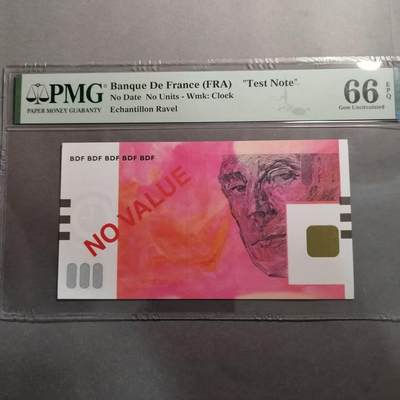 PMG
PAPER MONEY GUARANTY
Banque De France (FRA) "Test Note"
No Date No Units - Wmk: Clock
Echantillon Ravel
66 EPQ
Gem Uncirculated
BDF BDF BDF BDF BDF
NO VALUE